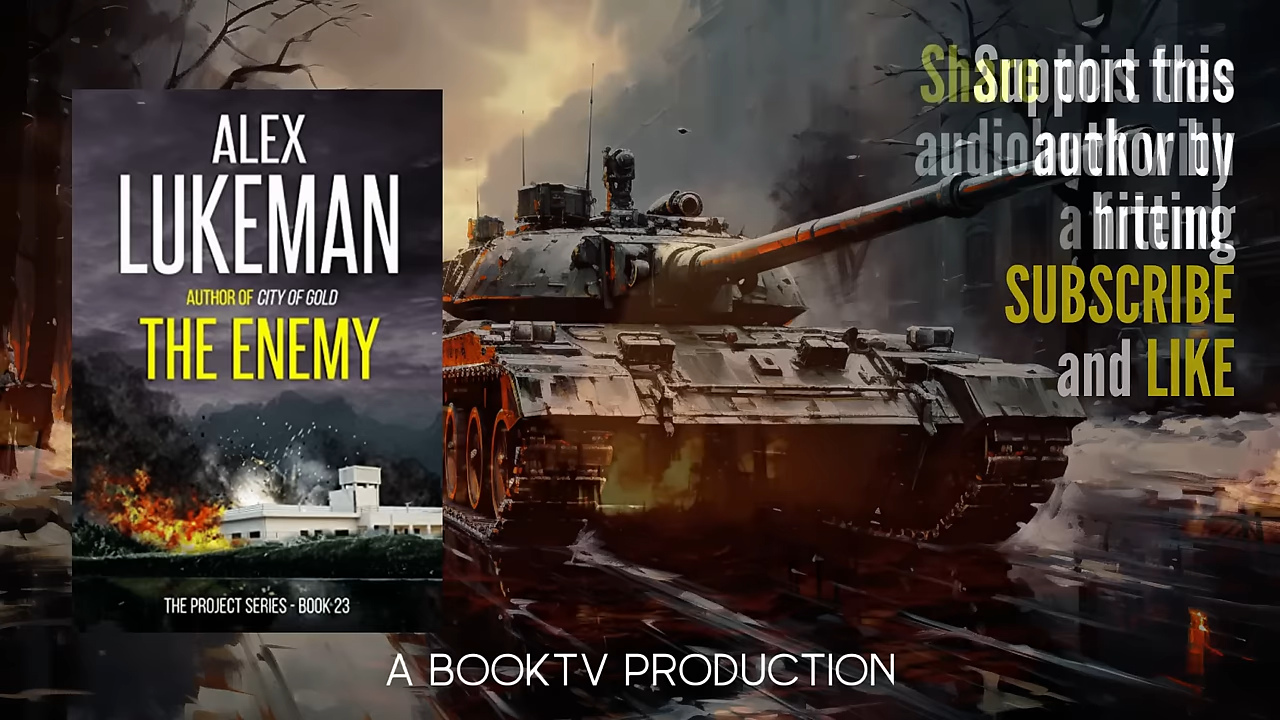 ALEX
LUKEMAN
AUTHOR OF CITY OF GOLD
THE ENEMY
THE PROJECT SERIES - BOOK 23
Support this
author by
hitting
SUBSCRIBE
and LIKE
A BOOKTV PRODUCTION